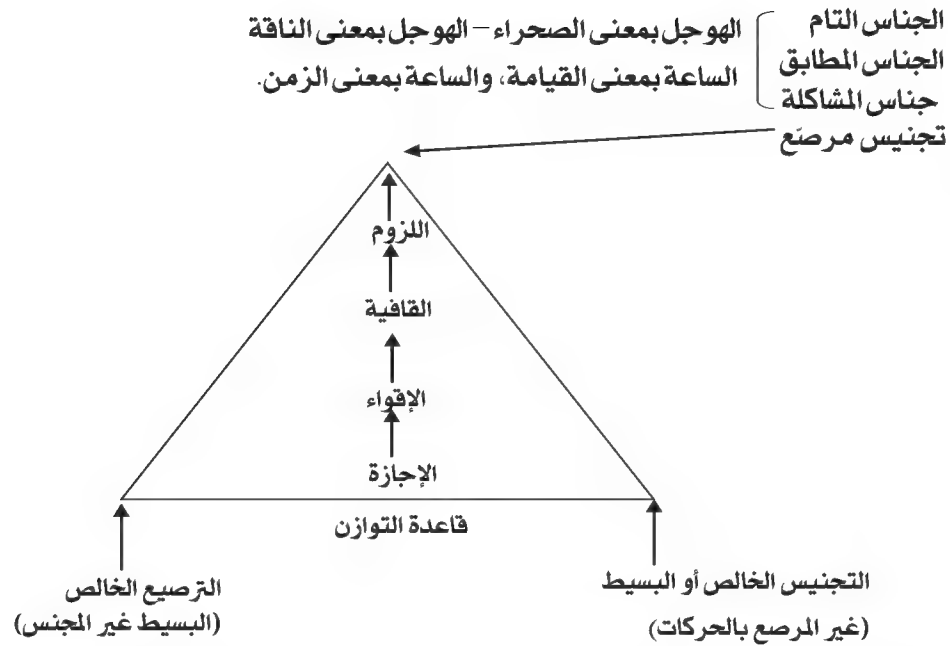 الجناس التام
الجناس المطابق
جناس المشاكلة
تجنيس مرصّع
الهوجل بمعنى الصحراء – الهوجل بمعنى الناقة
الساعة بمعنى القيامة، والساعة بمعنى الزمن.
اللزوم
القافية
الإقواء
الإجازة
قاعدة التوازن
التجنيس الخالص أو البسيط
(غير المرصع بالحركات)
الترصيع الخالص
(البسيط غير المجنس)